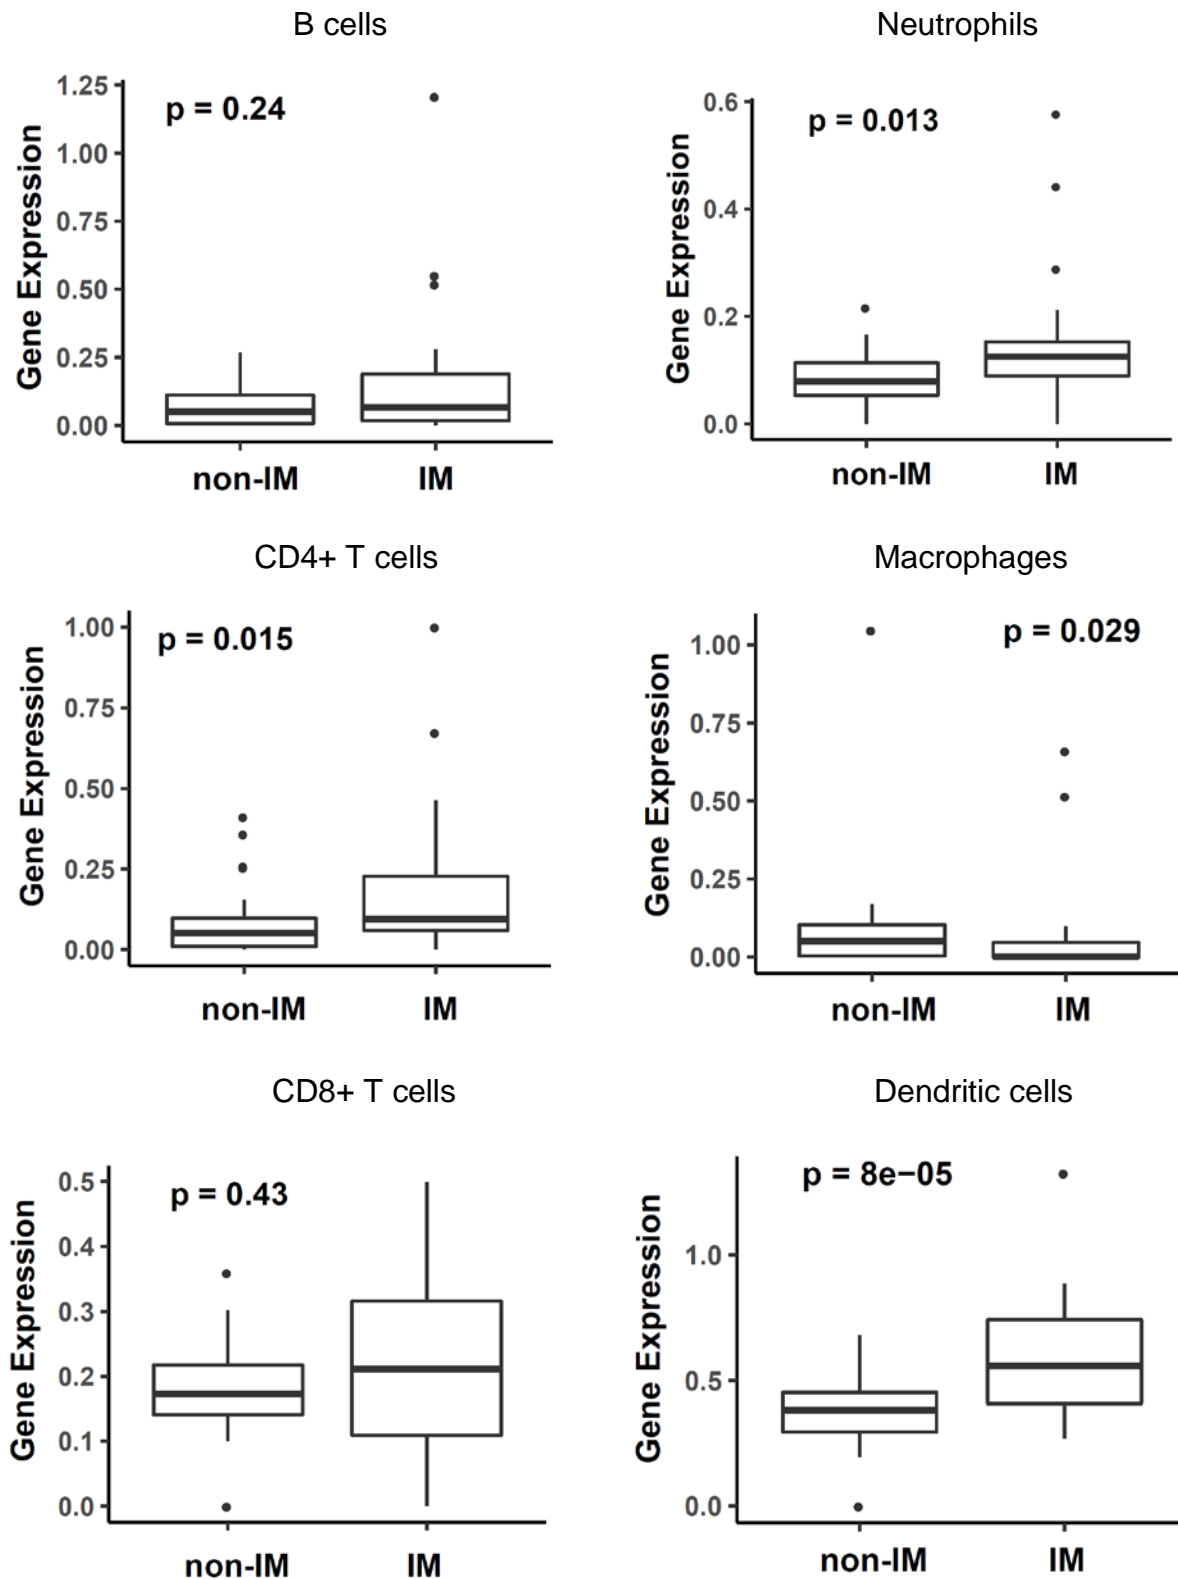 B cells
Gene Expression
1.25
1.00
0.75
0.50
0.25
0.00
p = 0.24
non-IM
IM
Neutrophils
Gene Expression
0.6
0.4
0.2
0.0
p = 0.013
non-IM
IM
CD4+ T cells
Gene Expression
1.00
0.75
0.50
0.25
0.00
p = 0.015
non-IM
IM
Macrophages
Gene Expression
1.00
0.75
0.50
0.25
0.00
p = 0.029
non-IM
IM
CD8+ T cells
Gene Expression
0.5
0.4
0.3
0.2
0.1
0.0
p = 0.43
non-IM
IM
Dendritic cells
Gene Expression
1.0
0.5
0.0
p = 8e−05
non-IM
IM